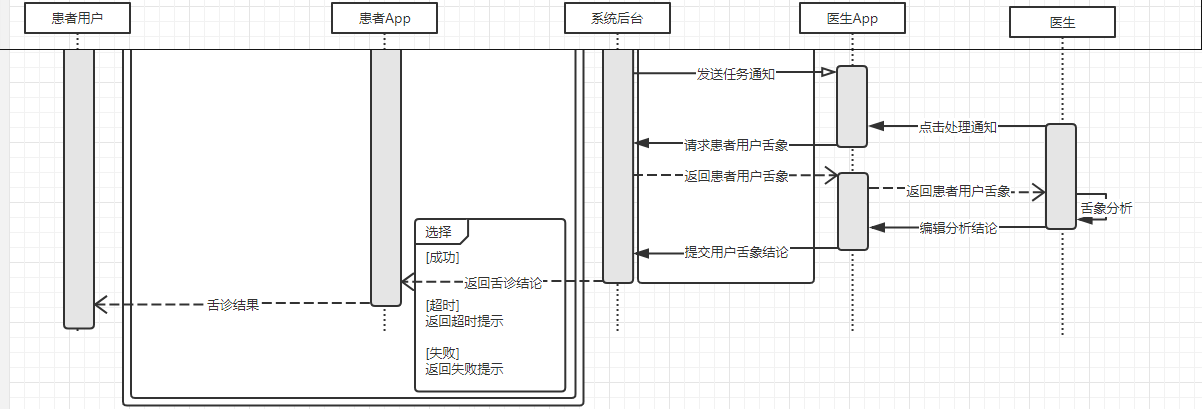 患者用户
患者App
系统后台
医生App
医生
发送任务通知
点击处理通知
请求患者用户舌象
返回患者用户舌象
返回患者用户舌象
舌象分析
编辑分析结论
选择
[成功]
提交用户舌象结论
返回舌诊结论
舌诊结果
[超时]
返回超时提示
[失败]
返回失败提示